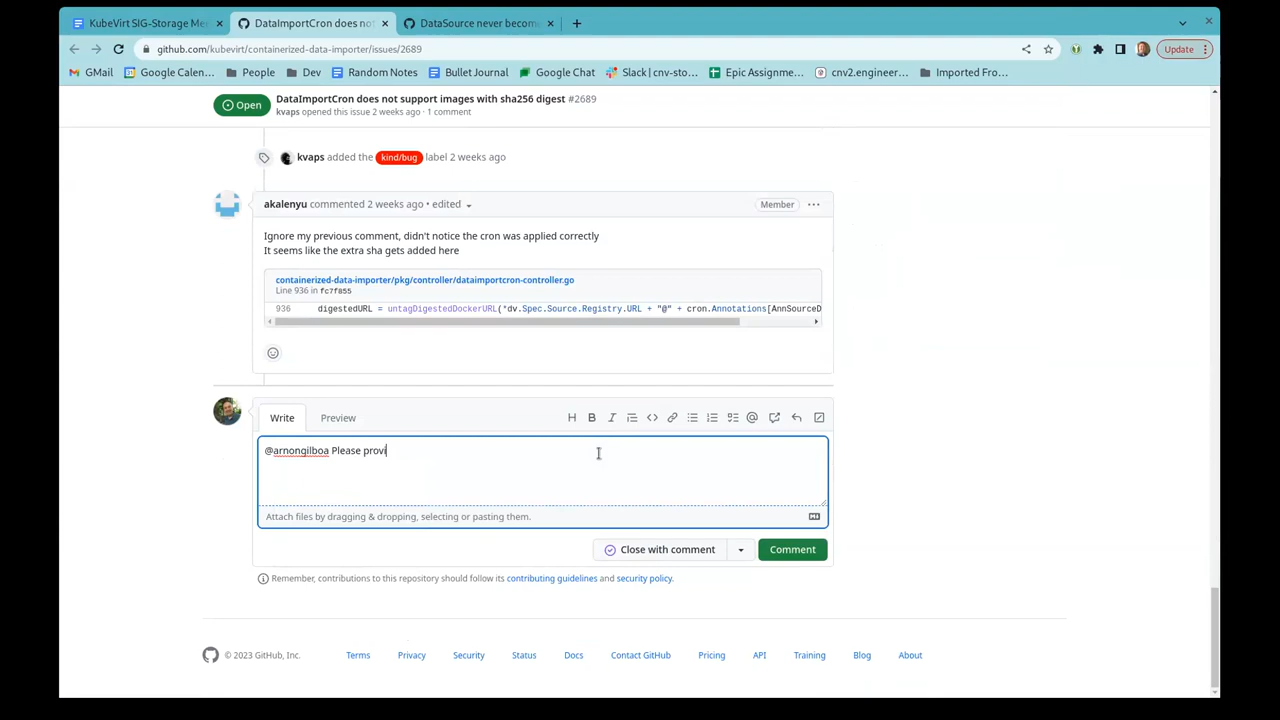 KubeVirt SIG-Storage Me
DataImportCron does not
DataSource never becom
github.com/kubevirt/containerized-data-importer/issues/2689
Update
GMail
Google Calen...
People
Dev
Random Notes
Bullet Journal
Google Chat
Slack | cnv-sto...
Epic Assignme...
cnv2.engineer...
Imported Fro...
Open
DataImportCron does not support images with sha256 digest #2689
kvaps opened this issue 2 weeks ago · 1 comment
kvaps added the kind/bug label 2 weeks ago
akalenyu commented 2 weeks ago • edited
Member
Ignore my previous comment, didn't notice the cron was applied correctly
It seems like the extra sha gets added here
containerized-data-importer/pkg/controller/dataimportcron-controller.go
Line 936 in fc7f855
936 digestedURL = untagDigestedDockerURL(*dv.Spec.Source.Registry.URL + "@" + cron.Annotations[AnnSourceD
Write
Preview
@arnongilboa Please provi
Attach files by dragging & dropping, selecting or pasting them.
Close with comment
Comment
Remember, contributions to this repository should follow its contributing guidelines and security policy.
© 2023 GitHub, Inc.
Terms
Privacy
Security
Status
Docs
Contact GitHub
Pricing
API
Training
Blog
About